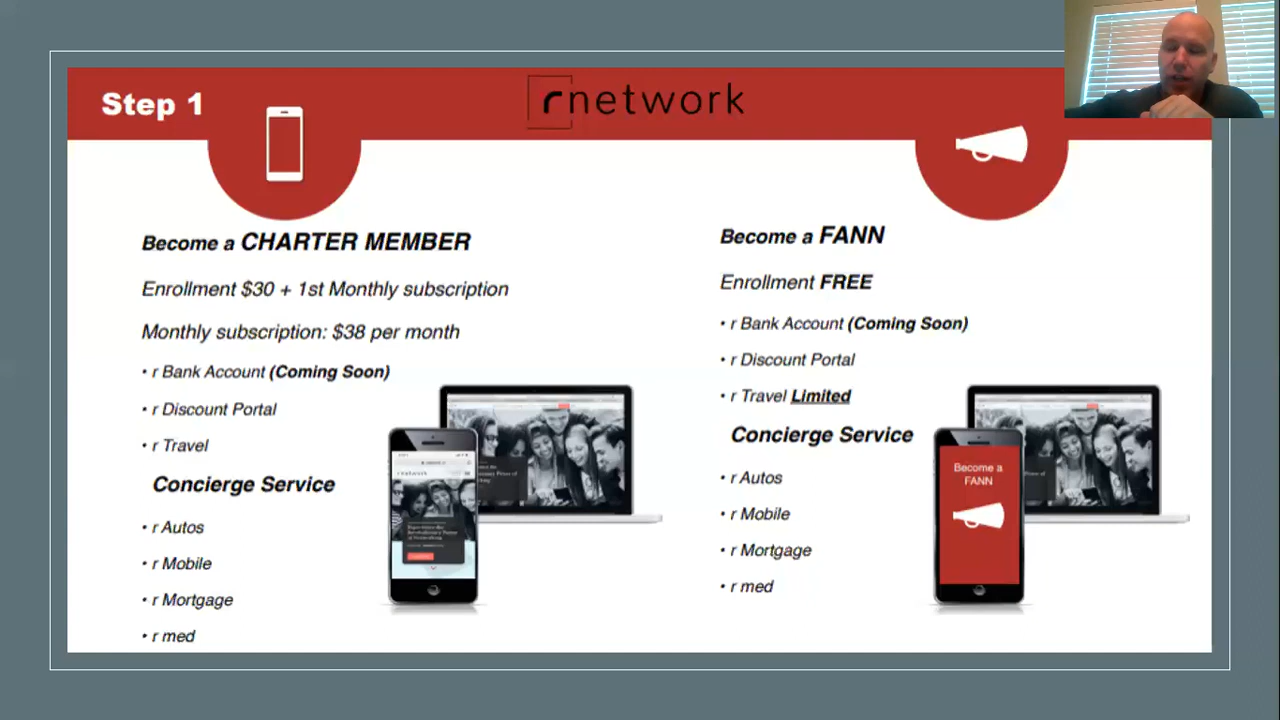 Step 1
rnetwork
Become a CHARTER MEMBER
Enrollment $30 + 1st Monthly subscription
Monthly subscription: $38 per month
• r Bank Account (Coming Soon)
• r Discount Portal
• r Travel
Concierge Service
• r Autos
• r Mobile
• r Mortgage
• r med
Become a FANN
Enrollment FREE
• r Bank Account (Coming Soon)
• r Discount Portal
• r Travel Limited
Concierge Service
• r Autos
• r Mobile
• r Mortgage
• r med
rnetwork
Become a
FANN